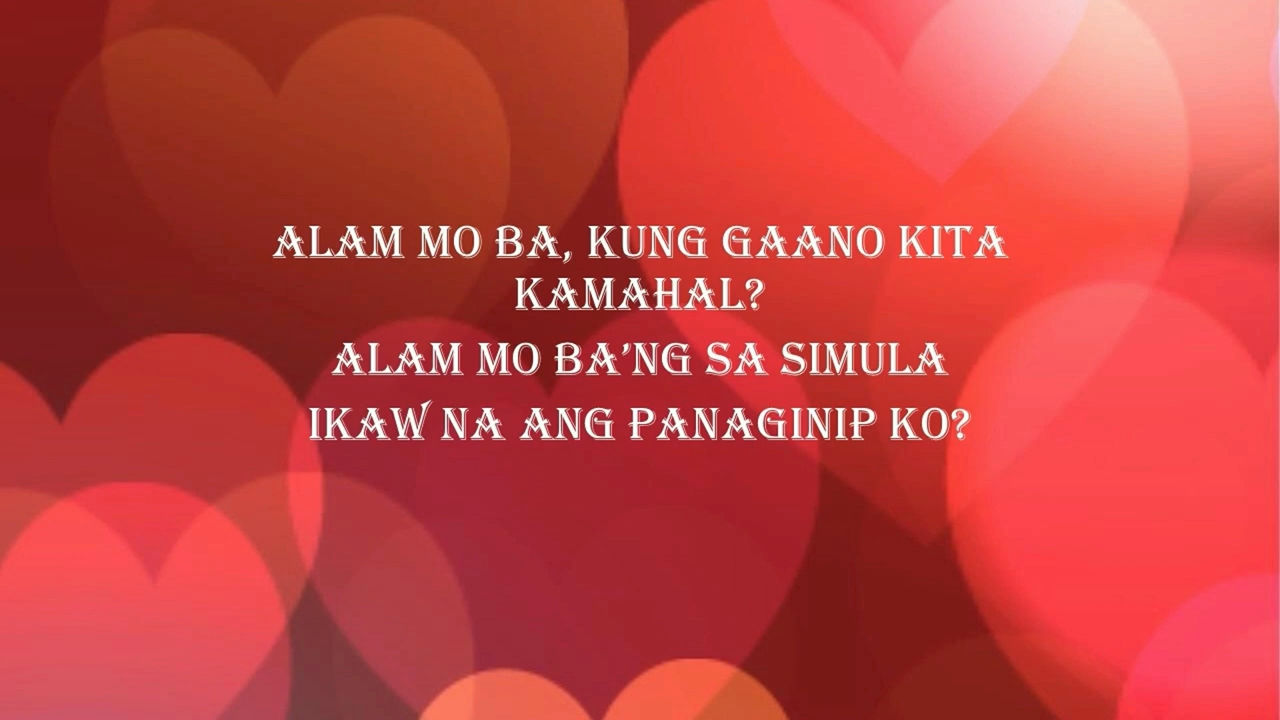 ALAM MO BA, KUNG GAANO KITA
KAMAHAL?
ALAM MO BA’NG SA SIMULA
IKAW NA ANG PANAGINIP KO?